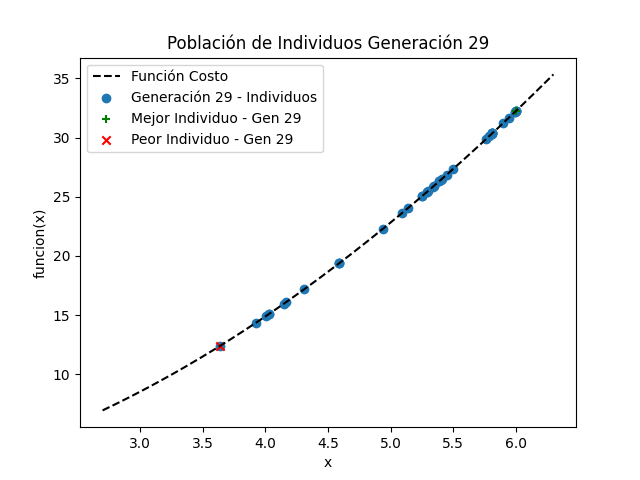 Población de Individuos Generación 29
Función Costo
Generación 29 - Individuos
Mejor Individuo - Gen 29
Peor Individuo - Gen 29
funcion(x)
35
30
25
20
15
10
3.0 3.5 4.0 4.5 5.0 5.5 6.0
x